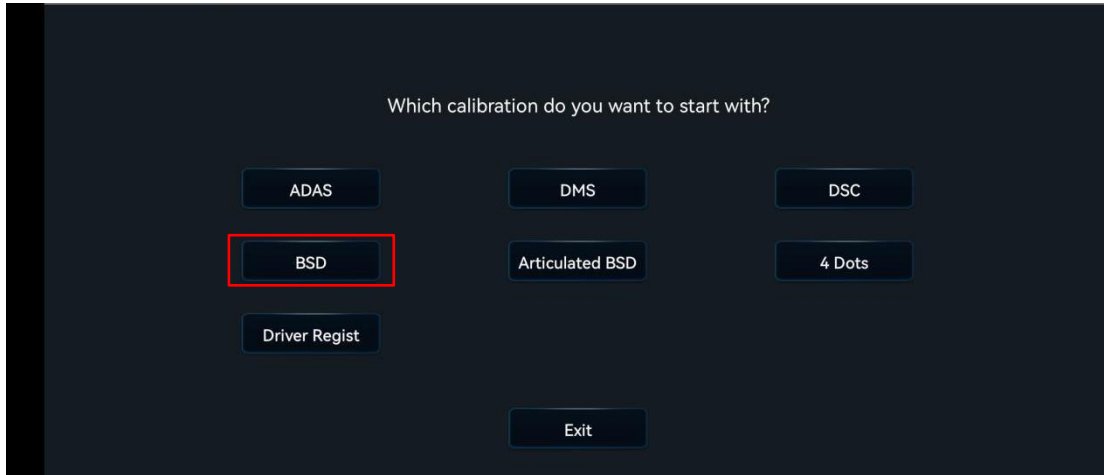 Which calibration do you want to start with?
ADAS
DMS
DSC
BSD
Articulated BSD
4 Dots
Driver Regist
Exit